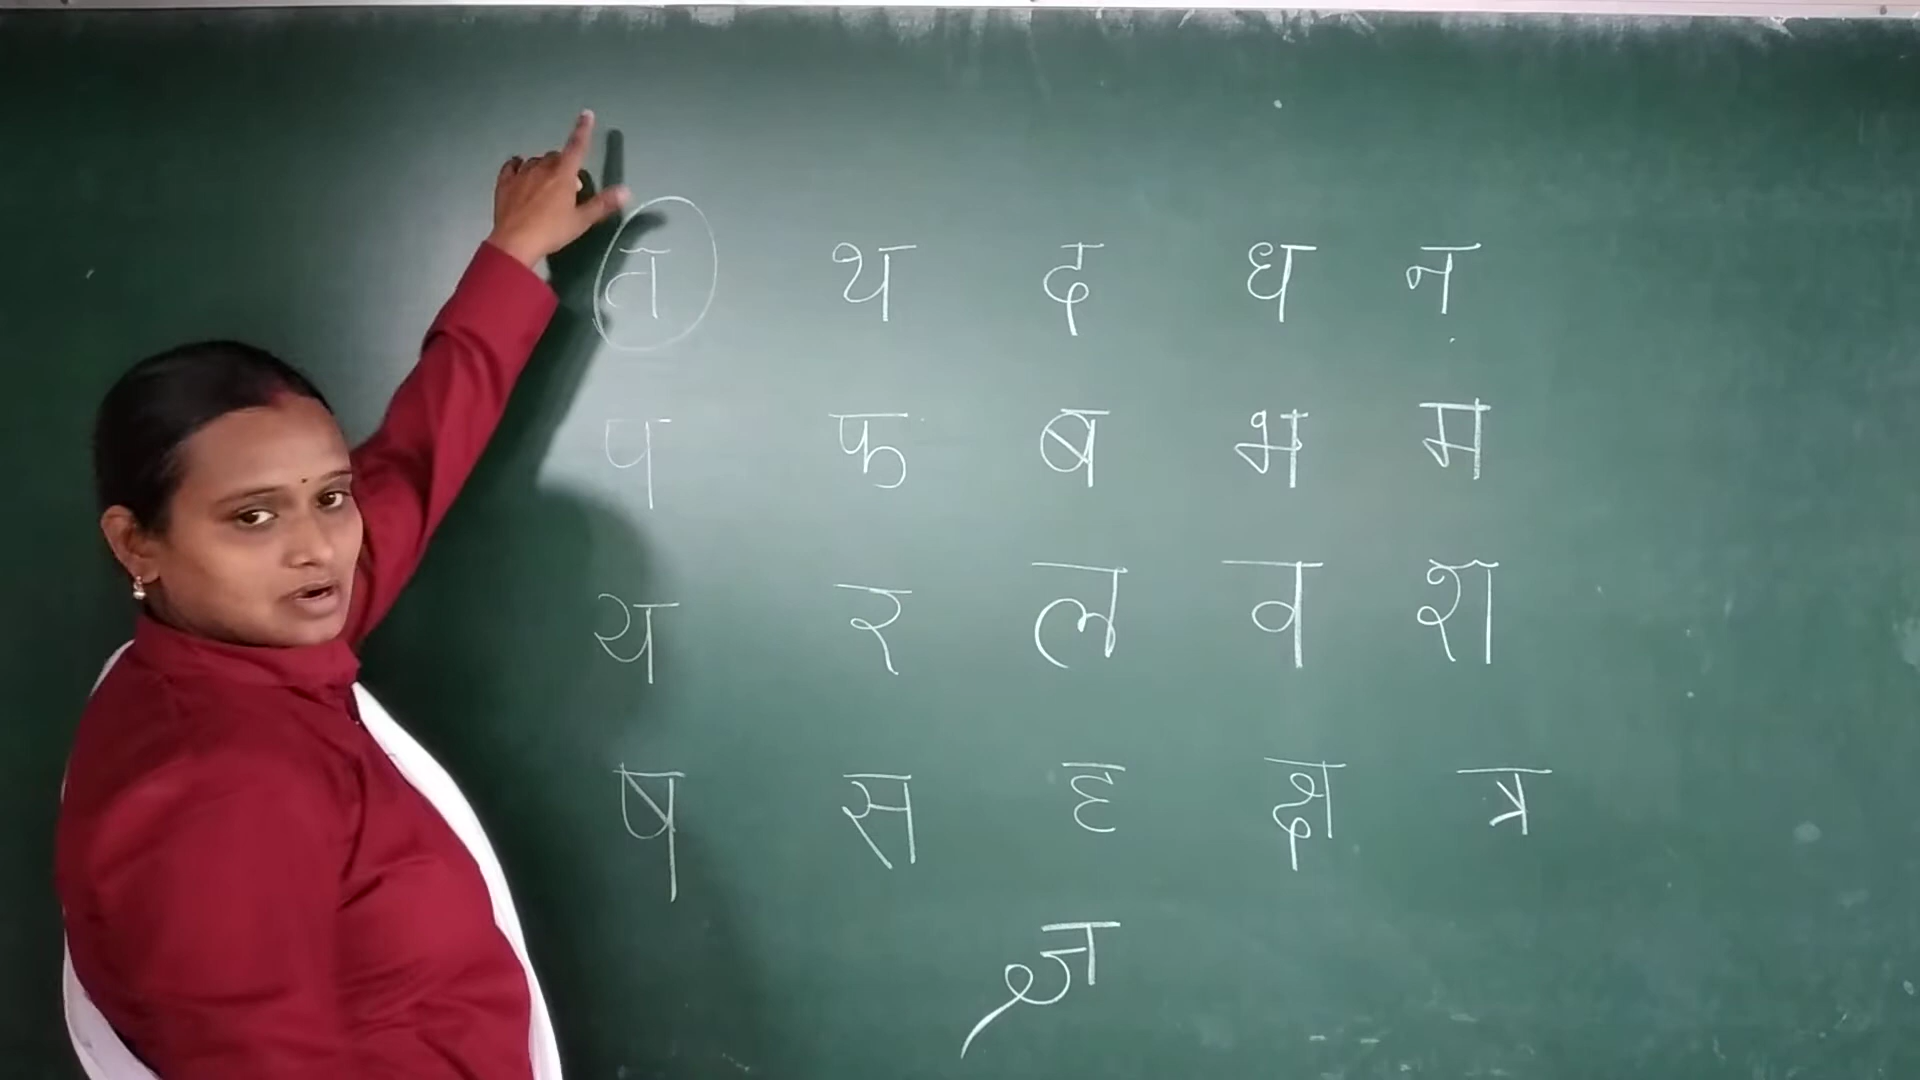 त थ द ध न
प फ ब भ म
य र ल व श
ष स ह क्ष त्र
ज्ञ